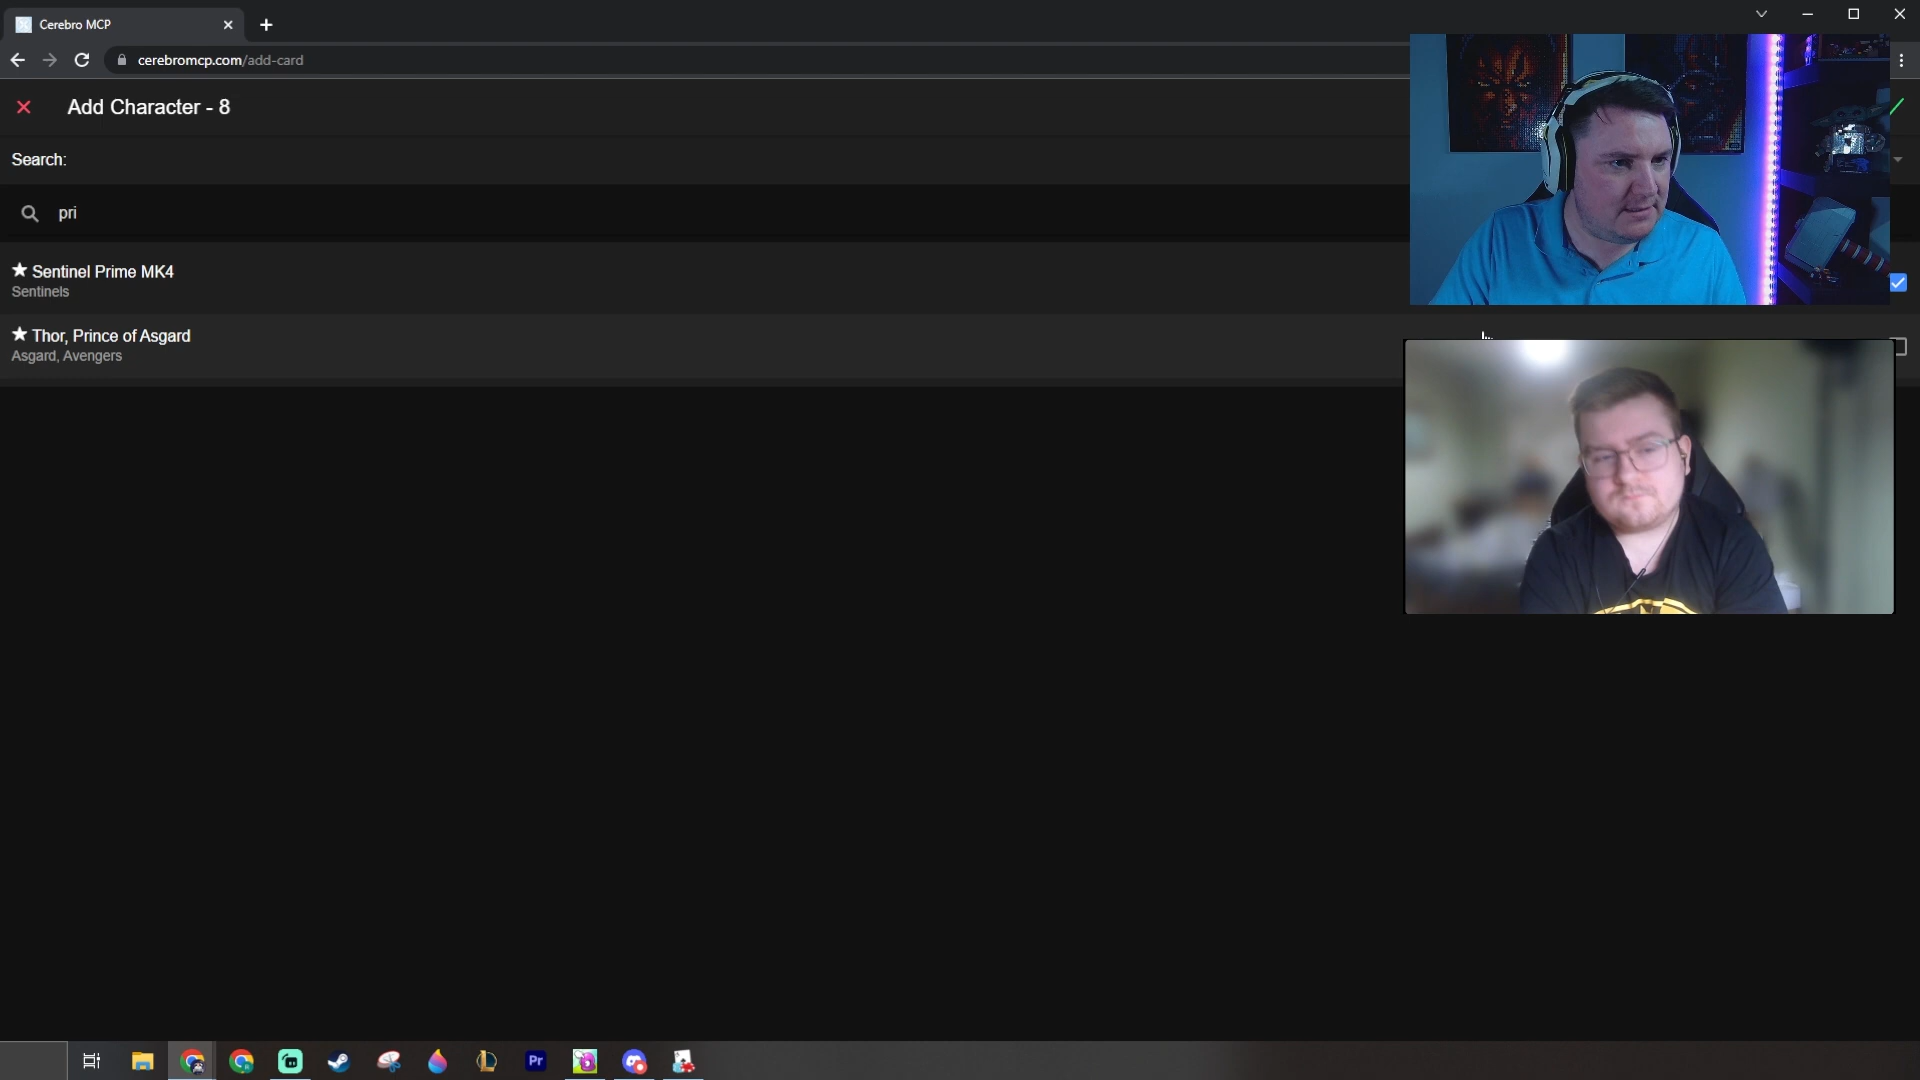 Cerebro MCP
cerebromcp.com/add-card
Add Character - 8
Search:
pri
★ Sentinel Prime MK4
Sentinels
★ Thor, Prince of Asgard
Asgard, Avengers
Pr